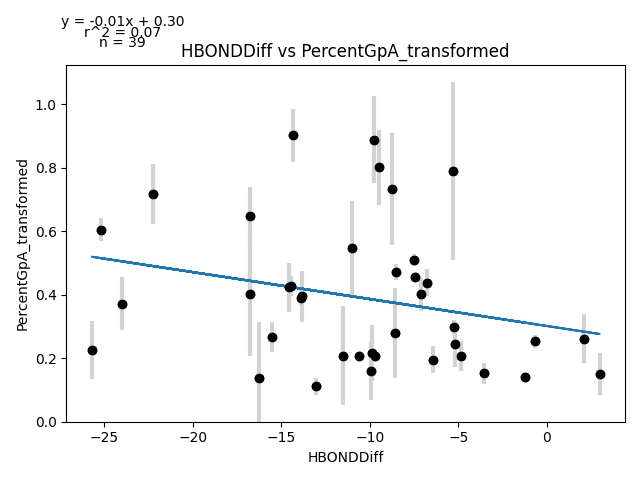 y = -0.01x + 0.30
r^2 = 0.07
n = 39
HBONDDiff vs PercentGpA_transformed
PercentGpA_transformed
1.0
0.8
0.6
0.4
0.2
0.0
−25
−20
−15
−10
−5
0
HBONDDiff